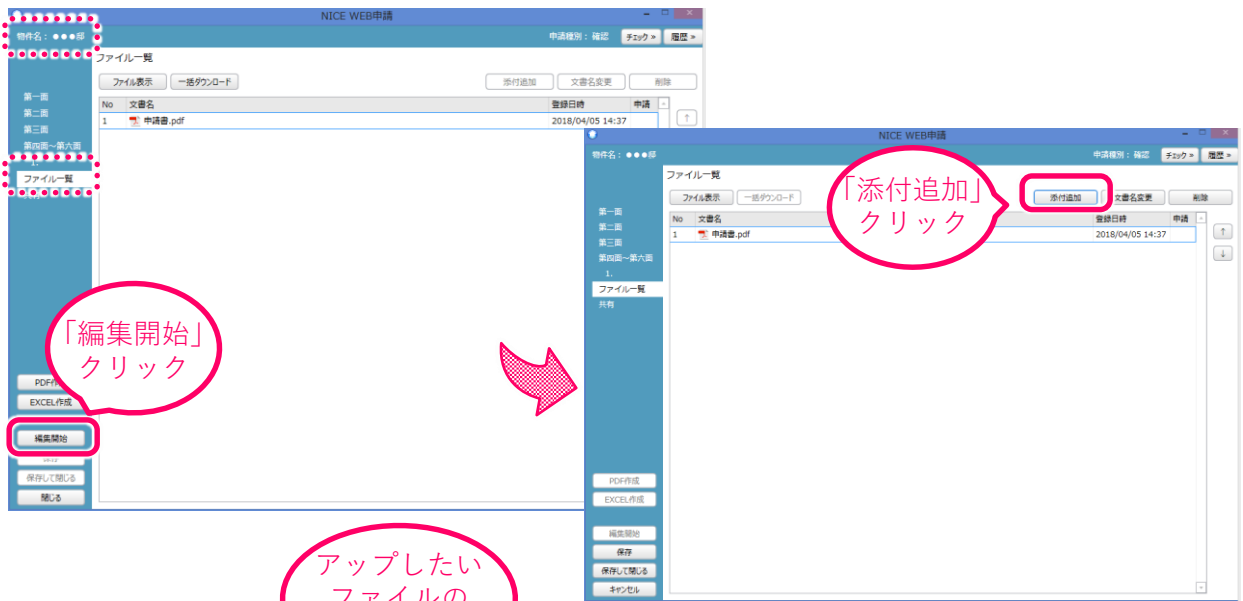 NICE WEB申請
物件名：●●●邸
申請種別：確認
チェック »
履歴 »
ファイル一覧
ファイル表示
一括ダウンロード
添付追加
文書名変更
削除
No 文書名 登録日時 申請
1 申請書.pdf 2018/04/05 14:37
第一面
第二面
第三面
第四面～第六面
1.
ファイル一覧
「編集開始」
クリック
EXCEL作成
編集開始
保存して閉じる
閉じる
NICE WEB申請
物件名：●●●邸
申請種別：確認
チェック »
履歴 »
ファイル一覧
ファイル表示
一括ダウンロード
添付追加
文書名変更
削除
「添付追加」
クリック
No 文書名
登録日時 申請
1 申請書.pdf 2018/04/05 14:37
第一面
第二面
第三面
第四面～第六面
1.
ファイル一覧
共有
PDF作成
EXCEL作成
編集開始
保存
保存して閉じる
キャンセル
アップしたい
ファイルの